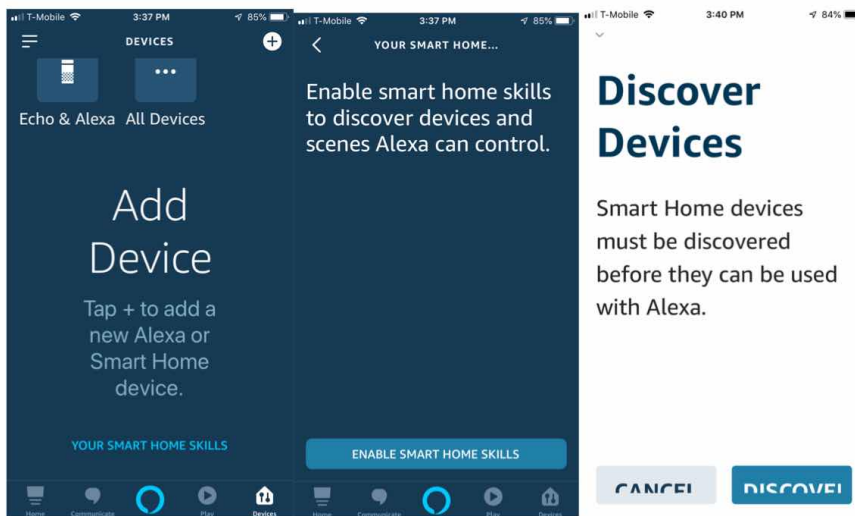 T-Mobile 3:37 PM 85%
DEVICES
Echo & Alexa All Devices
Add
Device
Tap + to add a
new Alexa or
Smart Home
device.
YOUR SMART HOME SKILLS
Home Communicate Play Devices
T-Mobile 3:37 PM 85%
YOUR SMART HOME...
Enable smart home skills
to discover devices and
scenes Alexa can control.
ENABLE SMART HOME SKILLS
Home Communicate Play Devices
T-Mobile 3:40 PM 84%
Discover
Devices
Smart Home devices
must be discovered
before they can be used
with Alexa.
CANCEL DISCOVER